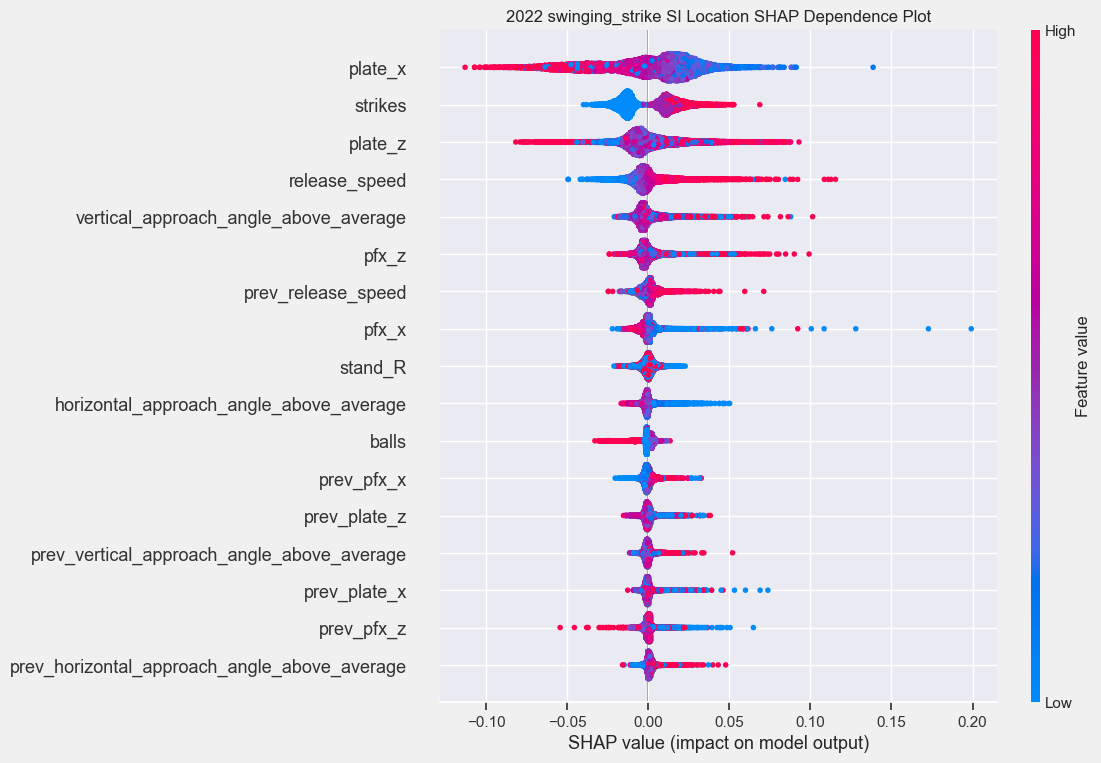 2022 swinging_strike SI Location SHAP Dependence Plot
High
plate_x
strikes
plate_z
release_speed
vertical_approach_angle_above_average
pfx_z
prev_release_speed
pfx_x
stand_R
horizontal_approach_angle_above_average
balls
prev_pfx_x
prev_plate_z
prev_vertical_approach_angle_above_average
prev_plate_x
prev_pfx_z
prev_horizontal_approach_angle_above_average
Feature value
Low
−0.10 −0.05 0.00 0.05 0.10 0.15 0.20
SHAP value (impact on model output)